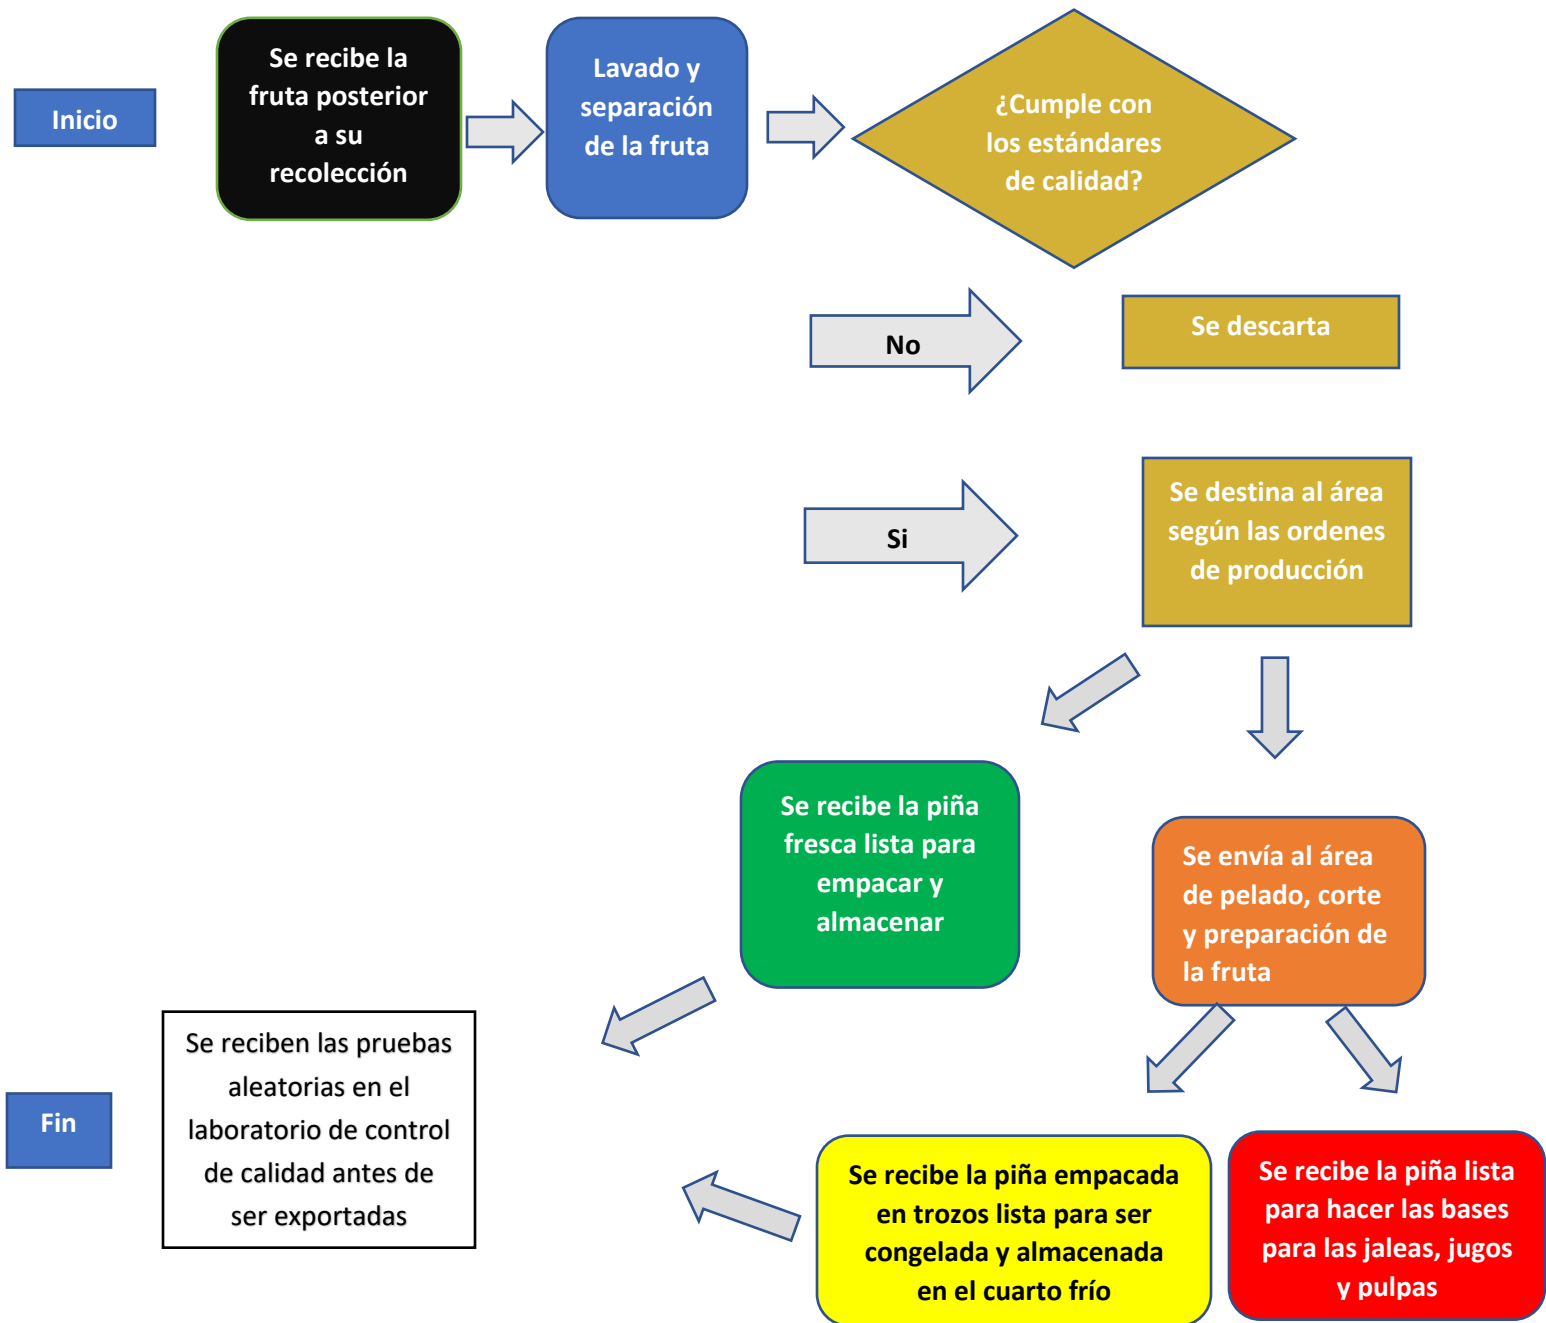 Inicio
Se recibe la
fruta posterior
a su
recolección
Lavado y
separación
de la fruta
¿Cumple con
los estándares
de calidad?
No
Se descarta
Si
Se destina al área
según las ordenes
de producción
Se recibe la piña
fresca lista para
empacar y
almacenar
Se envía al área
de pelado, corte
y preparación de
la fruta
Se recibe la piña empacada
en trozos lista para ser
congelada y almacenada
en el cuarto frío
Se recibe la piña lista
para hacer las bases
para las jaleas, jugos
y pulpas
Se reciben las pruebas
aleatorias en el
laboratorio de control
de calidad antes de
ser exportadas
Fin